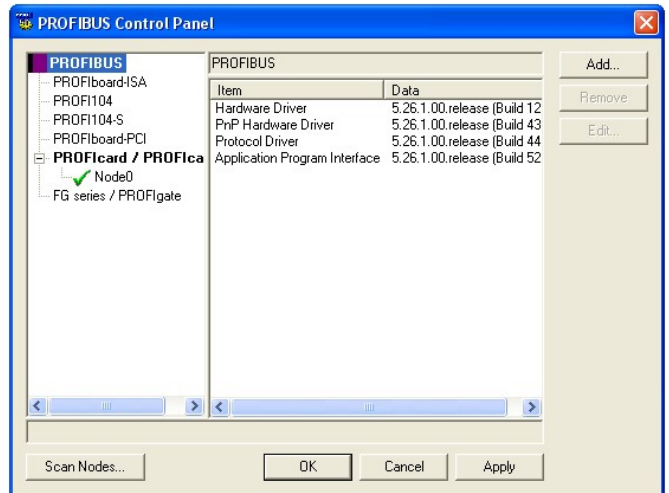 PROFIBUS Control Panel
PROFIBUS
PROFIboard-ISA
PROFI104
PROFI104-S
PROFIboard-PCI
PROFIcard / PROFIca
Node0
FG series / PROFIgate
PROFIBUS
Item Data
Hardware Driver 5.26.1.00.release (Build 12
PnP Hardware Driver 5.26.1.00.release (Build 43
Protocol Driver 5.26.1.00.release (Build 44
Application Program Interface 5.26.1.00.release (Build 52
Add...
Remove
Edit...
Scan Nodes...
OK
Cancel
Apply